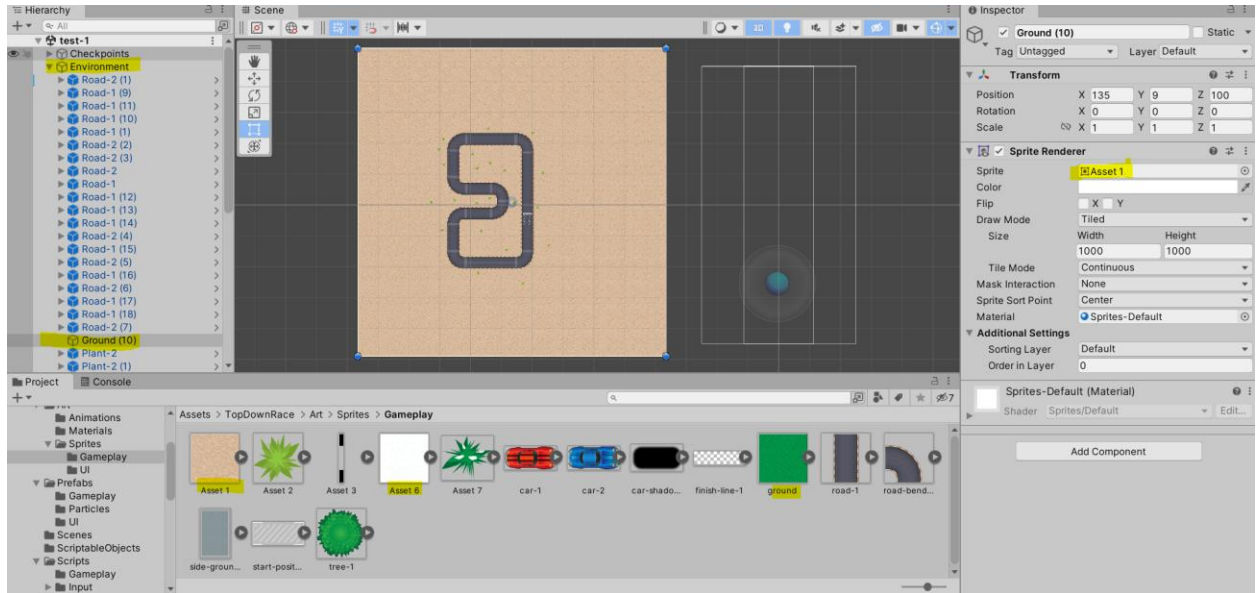 Hierarchy
All
test-1
Checkpoints
Environment
Road-2 (1)
Road-1 (9)
Road-1 (11)
Road-1 (10)
Road-1 (1)
Road-2 (2)
Road-2 (3)
Road-2
Road-1
Road-1 (12)
Road-1 (13)
Road-1 (14)
Road-2 (4)
Road-1 (15)
Road-2 (5)
Road-1 (16)
Road-2 (6)
Road-1 (17)
Road-1 (18)
Road-2 (7)
Ground (10)
Plant-2
Plant-2 (1)
Scene
2D
Inspector
Ground (10) Static
Tag Untagged Layer Default
Transform
Position X 135 Y 9 Z 100
Rotation X 0 Y 0 Z 0
Scale X 1 Y 1 Z 1
Sprite Renderer
Sprite Asset 1
Color
Flip X Y
Draw Mode Tiled
Size Width Height
1000 1000
Tile Mode Continuous
Mask Interaction None
Sprite Sort Point Center
Material Sprites-Default
Additional Settings
Sorting Layer Default
Order in Layer 0
Sprites-Default (Material)
Shader Sprites/Default Edit...
Add Component
Project Console
7
Animations
Materials
Sprites
Gameplay
UI
Prefabs
Gameplay
Particles
UI
Scenes
ScriptableObjects
Scripts
Gameplay
Input
Assets > TopDownRace > Art > Sprites > Gameplay
Asset 1 Asset 2 Asset 3 Asset 6 Asset 7 car-1 car-2 car-shado... finish-line-1 ground road-1 road-bend...
side-groun... start-posit... tree-1